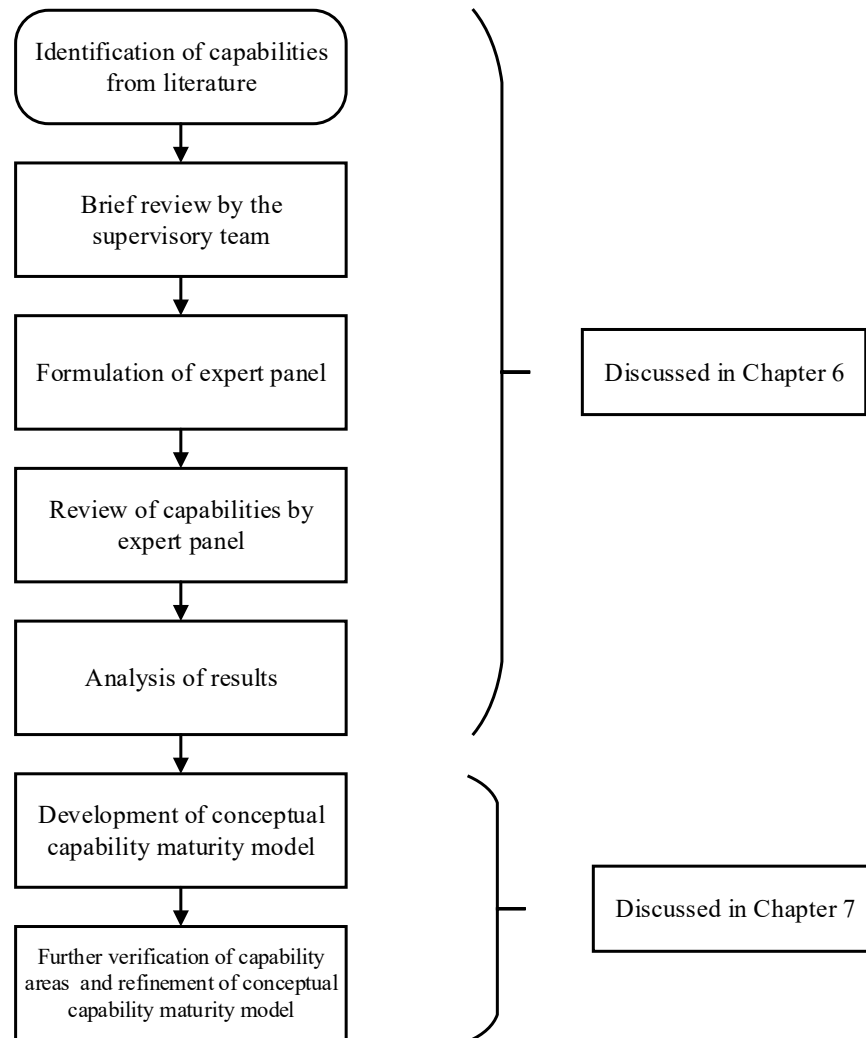 Identification of capabilities
from literature
Brief review by the
supervisory team
Formulation of expert panel
Review of capabilities by
expert panel
Analysis of results
Discussed in Chapter 6
Development of conceptual
capability maturity model
Further verification of capability
areas and refinement of conceptual
capability maturity model
Discussed in Chapter 7